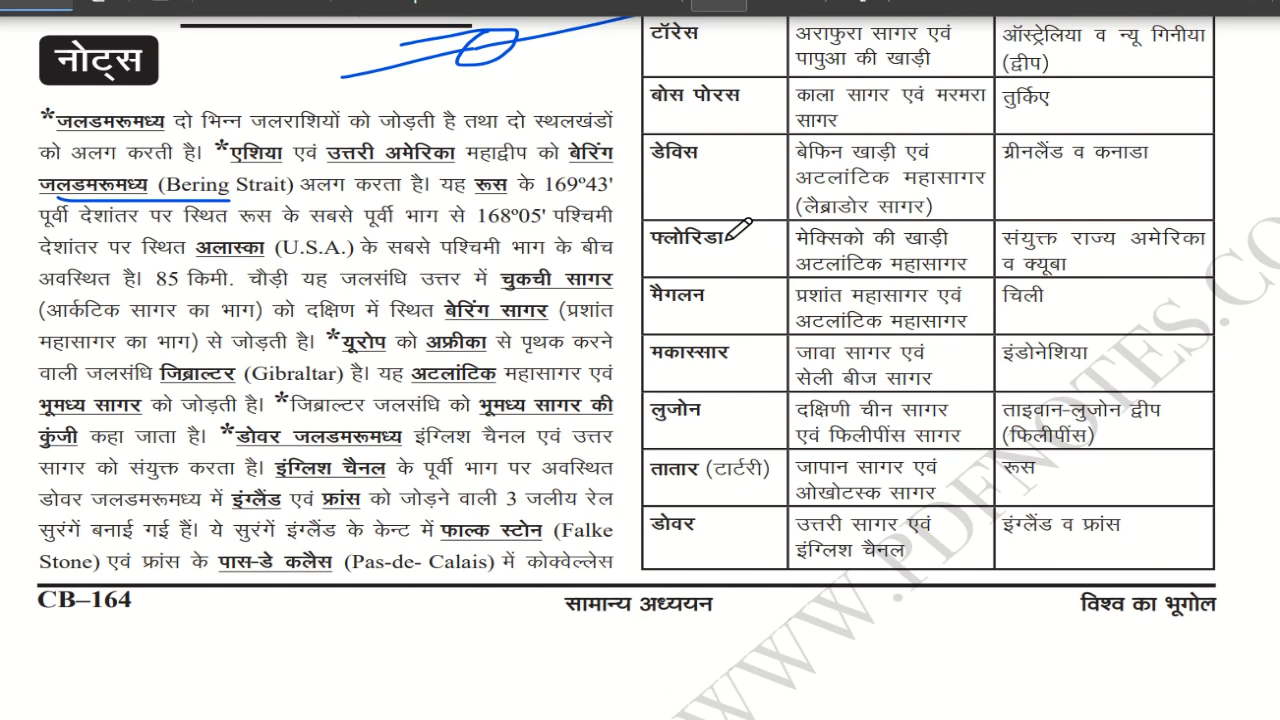 नोट्स
*जलडमरूमध्य दो भिन्न जलराशियों को जोड़ती है तथा दो स्थलखंडों
को अलग करती है। *एशिया एवं उत्तरी अमेरिका महाद्वीप को बेरिंग
जलडमरूमध्य (Bering Strait) अलग करता है। यह रूस के 169°43'
पूर्वी देशांतर पर स्थित रूस के सबसे पूर्वी भाग से 168°05' पश्चिमी
देशांतर पर स्थित अलास्का (U.S.A.) के सबसे पश्चिमी भाग के बीच
अवस्थित है। 85 किमी. चौड़ी यह जलसंधि उत्तर में चुकची सागर
(आर्कटिक सागर का भाग) को दक्षिण में स्थित बेरिंग सागर (प्रशांत
महासागर का भाग) से जोड़ती है। *यूरोप को अफ्रीका से पृथक करने
वाली जलसंधि जिब्राल्टर (Gibraltar) है। यह अटलांटिक महासागर एवं
भूमध्य सागर को जोड़ती है। *जिब्राल्टर जलसंधि को भूमध्य सागर की
कुंजी कहा जाता है। *डोवर जलडमरूमध्य इंग्लिश चैनल एवं उत्तर
सागर को संयुक्त करता है। इंग्लिश चैनल के पूर्वी भाग पर अवस्थित
डोवर जलडमरूमध्य में इंग्लैंड एवं फ्रांस को जोड़ने वाली 3 जलीय रेल
सुरंगें बनाई गई हैं। ये सुरंगें इंग्लैंड के केन्ट में फाल्क स्टोन (Falke
Stone) एवं फ्रांस के पास-डे कलैस (Pas-de- Calais) में कोक्वेल्लेस
टॉरेस अराफुरा सागर एवं ऑस्ट्रेलिया व न्यू गिनीया
पापुआ की खाड़ी (द्वीप)
बोस पोरस काला सागर एवं मरमरा तुर्किए
सागर
डेविस बेफिन खाड़ी एवं ग्रीनलैंड व कनाडा
अटलांटिक महासागर
(लैब्राडोर सागर)
फ्लोरिडा मेक्सिको की खाड़ी संयुक्त राज्य अमेरिका
अटलांटिक महासागर व क्यूबा
मैगलन प्रशांत महासागर एवं चिली
अटलांटिक महासागर
मकास्सार जावा सागर एवं इंडोनेशिया
सेली बीज सागर
लुजोन दक्षिणी चीन सागर ताइवान-लुजोन द्वीप
एवं फिलीपींस सागर (फिलीपींस)
तातार (टार्टरी) जापान सागर एवं रूस
ओखोटस्क सागर
डोवर उत्तरी सागर एवं इंग्लैंड व फ्रांस
इंग्लिश चैनल
CB–164 सामान्य अध्ययन विश्व का भूगोल
WWW.PDFNOTES.CO